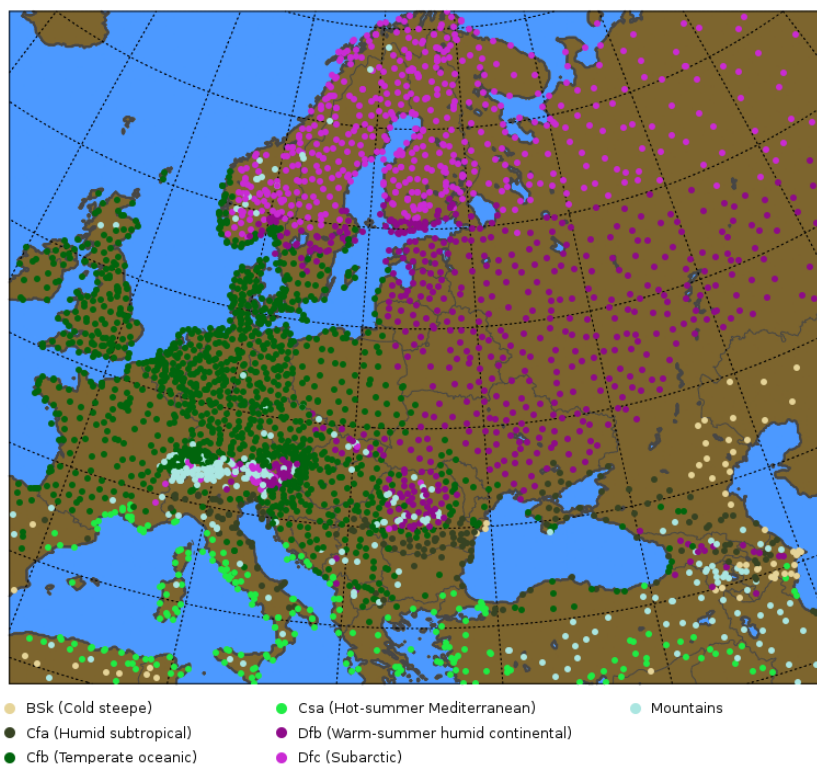 BSk (Cold steepe)
Cfa (Humid subtropical)
Cfb (Temperate oceanic)
Csa (Hot-summer Mediterranean)
Dfb (Warm-summer humid continental)
Dfc (Subarctic)
Mountains